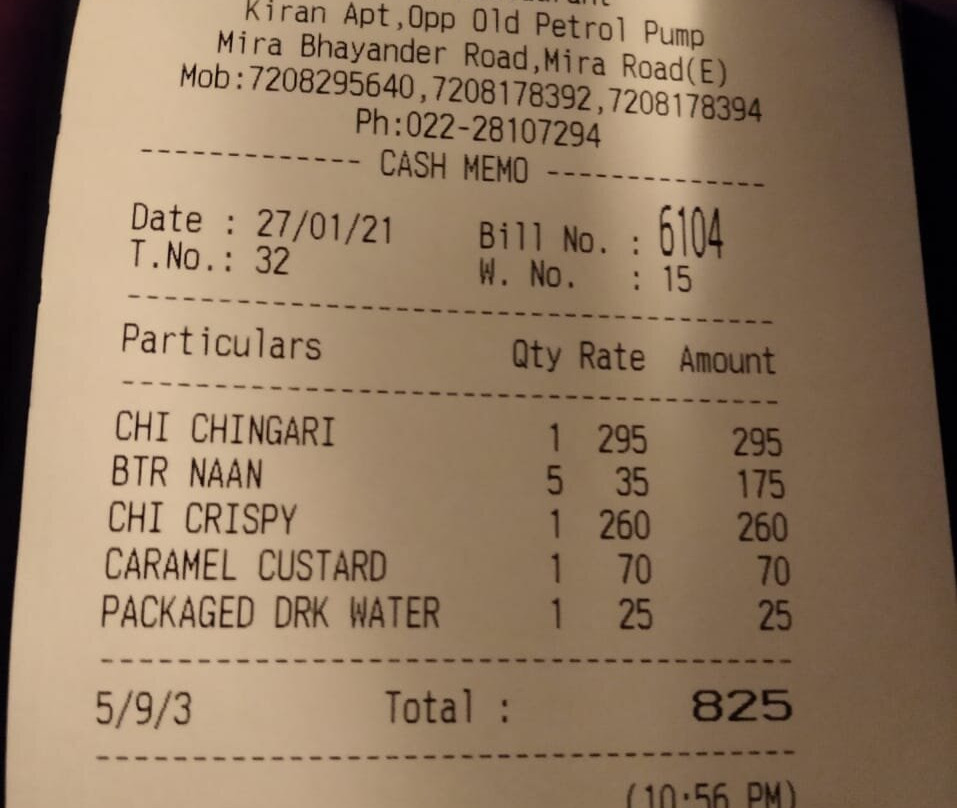 Kiran Apt,Opp Old Petrol Pump
Mira Bhayander Road,Mira Road(E)
Mob:7208295640,7208178392,7208178394
Ph:022-28107294
------------- CASH MEMO -------------
Date : 27/01/21 Bill No. : 6104
T.No.: 32 W. No. : 15
Particulars Qty Rate Amount
CHI CHINGARI 1 295 295
BTR NAAN 5 35 175
CHI CRISPY 1 260 260
CARAMEL CUSTARD 1 70 70
PACKAGED DRK WATER 1 25 25
5/9/3 Total : 825
(10:56 PM)